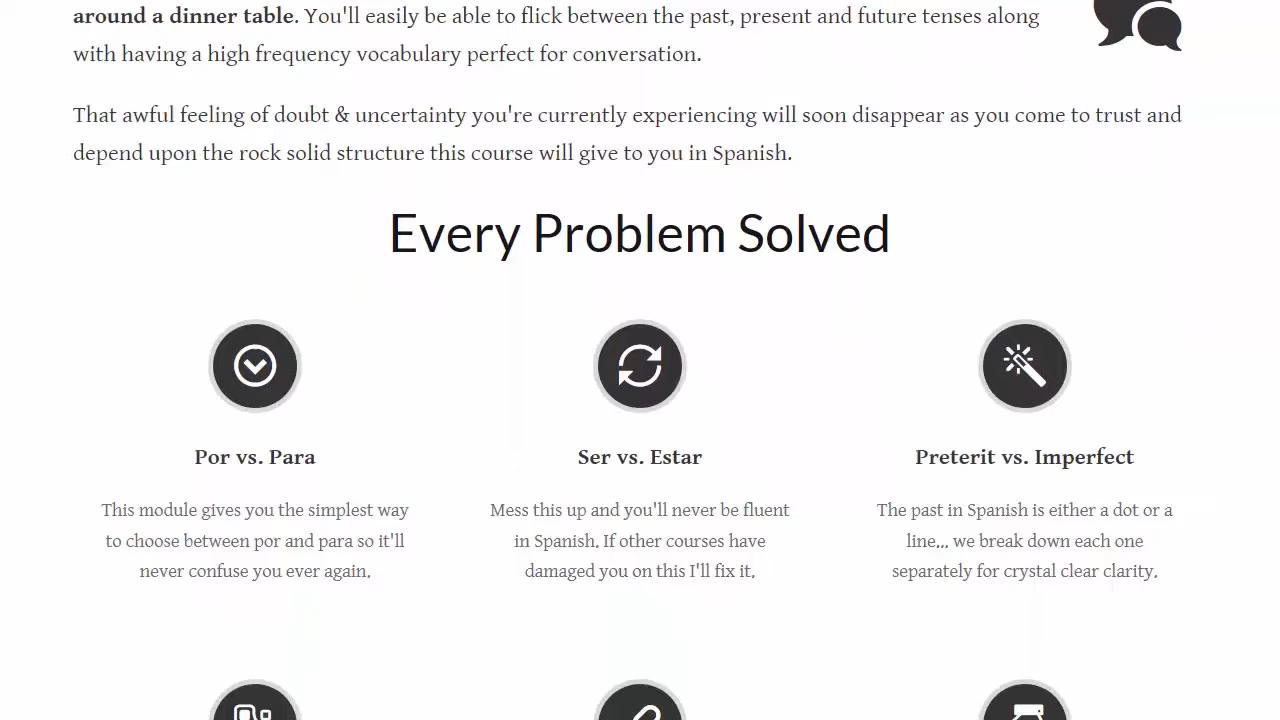 around a dinner table. You'll easily be able to flick between the past, present and future tenses along
with having a high frequency vocabulary perfect for conversation.
That awful feeling of doubt & uncertainty you're currently experiencing will soon disappear as you come to trust and
depend upon the rock solid structure this course will give to you in Spanish.
Every Problem Solved
Por vs. Para
This module gives you the simplest way
to choose between por and para so it'll
never confuse you ever again.
Ser vs. Estar
Mess this up and you'll never be fluent
in Spanish. If other courses have
damaged you on this I'll fix it.
Preterit vs. Imperfect
The past in Spanish is either a dot or a
line... we break down each one
separately for crystal clear clarity.